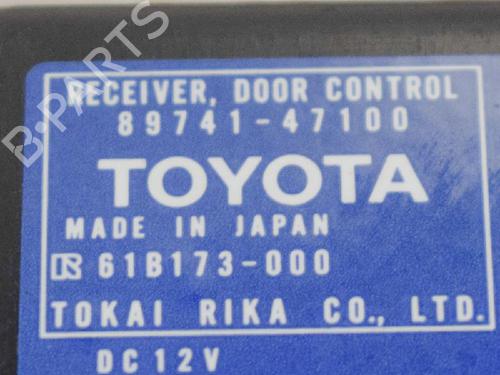 B-PARTS
RECEIVER, DOOR CONTROL
89741-47100
TOYOTA
MADE IN JAPAN
61B173-000
TOKAI RIKA CO., LTD.
DC12V